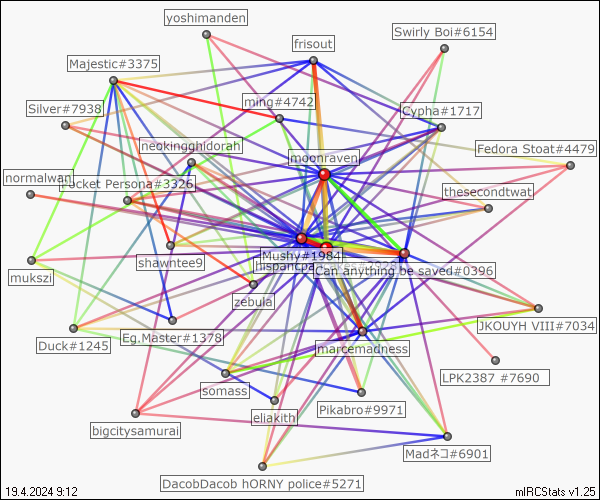 yoshimanden
Swirly Boi#6154
frisout
Majestic#3375
ming#4742
Silver#7938
Cypha#1717
neokingghidorah
Fedora Stoat#4479
moonraven
normalwan
Pocket Persona#3326
thesecondtwat
Mushy#1984
shawntee9
Can anything be saved#0396
mukszi
zebula
JKOUYH VIII#7034
Eg.Master#1378
Duck#1245
marcemadness
LPK2387 #7690
somass
Pikabro#9971
eliakith
bigcitysamurai
Madネコ#6901
DacobDacob hORNY police#5271
19.4.2024 9:12
mIRCStats v1.25